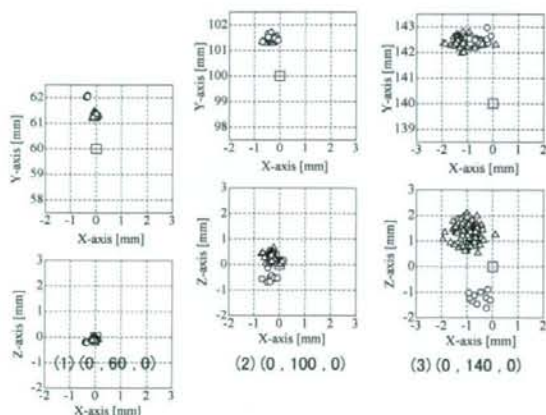 102
101
100
99
98
Y-axis [mm]
-2 -1 0 1 2
X-axis [mm]
143
142
141
140
139
Y-axis [mm]
-2 -1 0 1 2
X-axis [mm]
62
61
60
59
58
Y-axis [mm]
-2 -1 0 1 2 3
X-axis [mm]
3
2
1
0
-1
-2
Z-axis [mm]
-2 -1 0 1 2 3
X-axis [mm]
(1)(0 , 60 , 0)
3
2
1
0
-1
-2
Z-axis [mm]
-2 -1 0 1 2
X-axis [mm]
(2)(0 , 100 , 0)
3
2
1
0
-1
-2
Z-axis [mm]
-2 -1 0 1 2
X-axis [mm]
(3)(0 , 140 , 0)